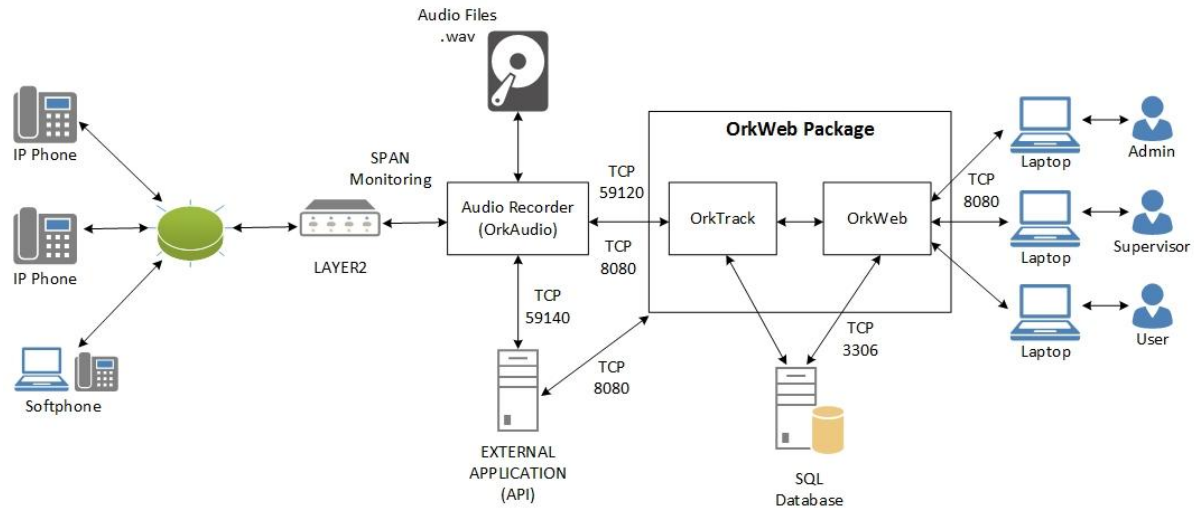 Audio Files
.wav
IP Phone
IP Phone
Softphone
SPAN
Monitoring
LAYER2
Audio Recorder
(OrkAudio)
TCP
59120
TCP
8080
TCP
59140
EXTERNAL
APPLICATION
(API)
TCP
8080
OrkWeb Package
OrkTrack
OrkWeb
TCP
3306
SQL
Database
TCP
8080
Laptop
Admin
Laptop
Supervisor
Laptop
User